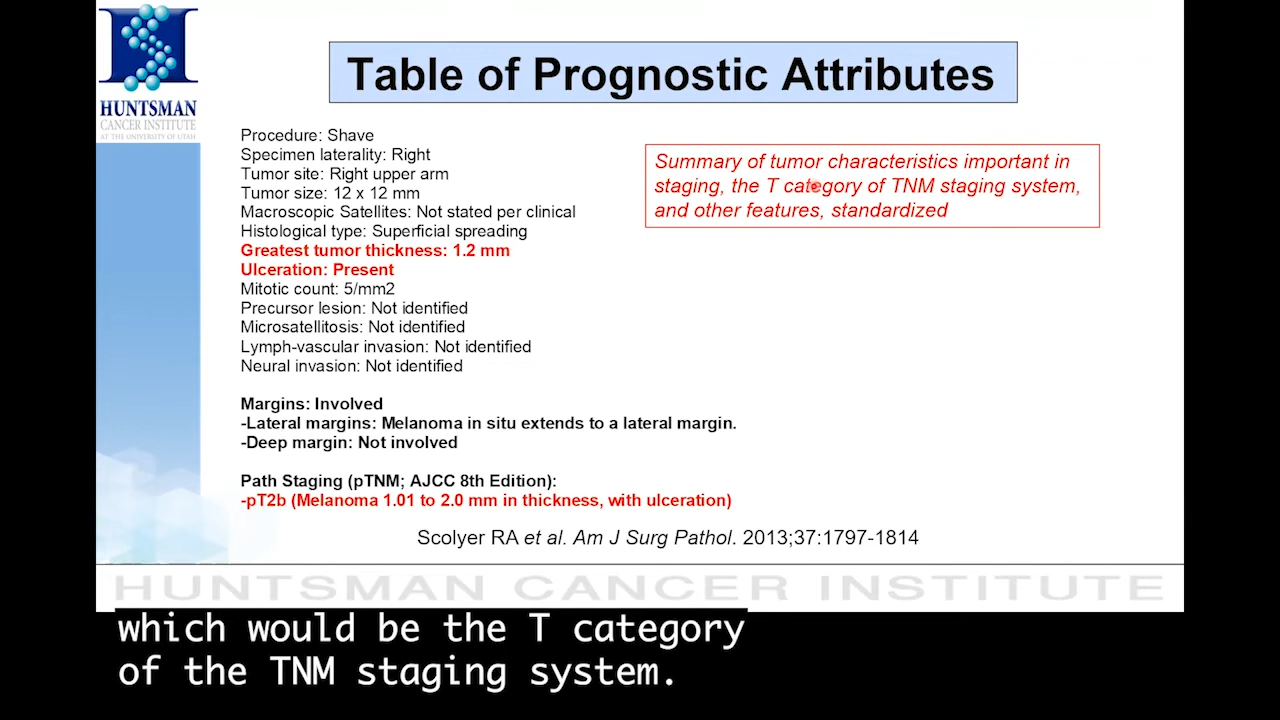 HUNTSMAN
CANCER INSTITUTE
AT THE UNIVERSITY OF UTAH
Table of Prognostic Attributes
Procedure: Shave
Specimen laterality: Right
Tumor site: Right upper arm
Tumor size: 12 x 12 mm
Macroscopic Satellites: Not stated per clinical
Histological type: Superficial spreading
Greatest tumor thickness: 1.2 mm
Ulceration: Present
Mitotic count: 5/mm2
Precursor lesion: Not identified
Microsatellitosis: Not identified
Lymph-vascular invasion: Not identified
Neural invasion: Not identified
Summary of tumor characteristics important in
staging, the T category of TNM staging system,
and other features, standardized
Margins: Involved
-Lateral margins: Melanoma in situ extends to a lateral margin.
-Deep margin: Not involved
Path Staging (pTNM; AJCC 8th Edition):
-pT2b (Melanoma 1.01 to 2.0 mm in thickness, with ulceration)
Scolyer RA et al. Am J Surg Pathol. 2013;37:1797-1814
HUNTSMAN CANCER INSTITUTE
which would be the T category
of the TNM staging system.